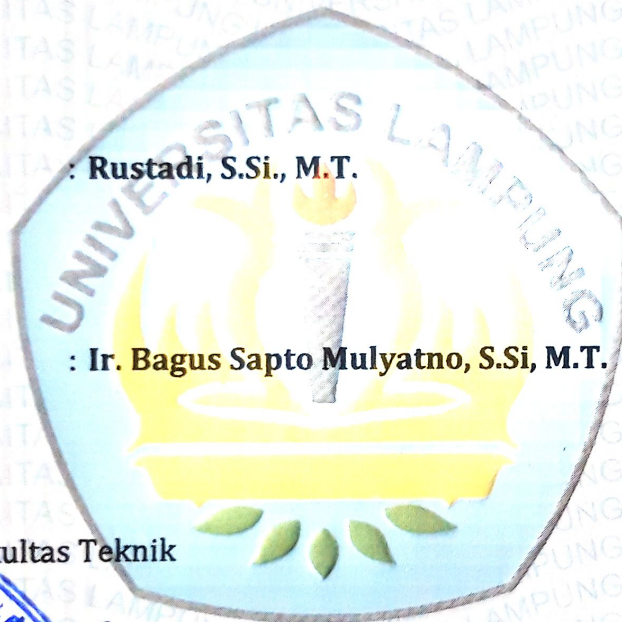 UNIVERSITAS LAMPUNG
: Rustadi, S.Si., M.T.
: Ir. Bagus Sapto Mulyatno, S.Si, M.T.
ultas Teknik